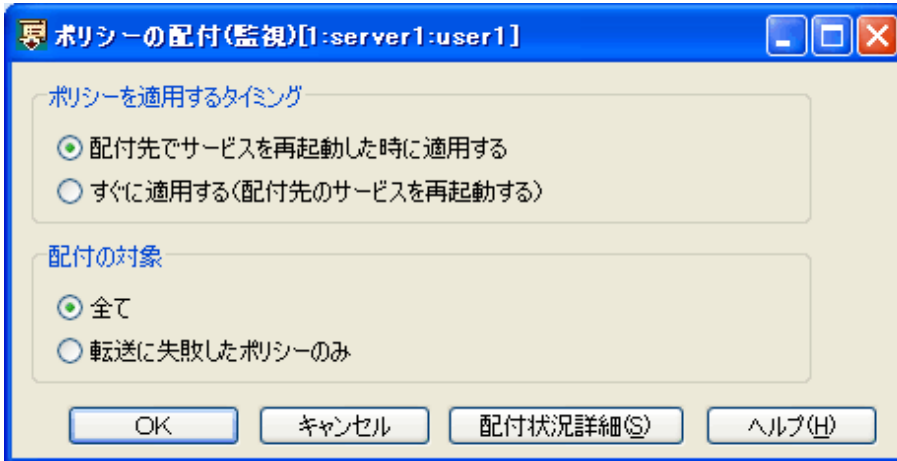 ポリシーの配付(監視)[1:server1:user1]
ポリシーを適用するタイミング
配付先でサービスを再起動した時に適用する
すぐに適用する(配付先のサービスを再起動する)
配付の対象
全て
転送に失敗したポリシーのみ
OK キャンセル 配付状況詳細(S) ヘルプ(H)